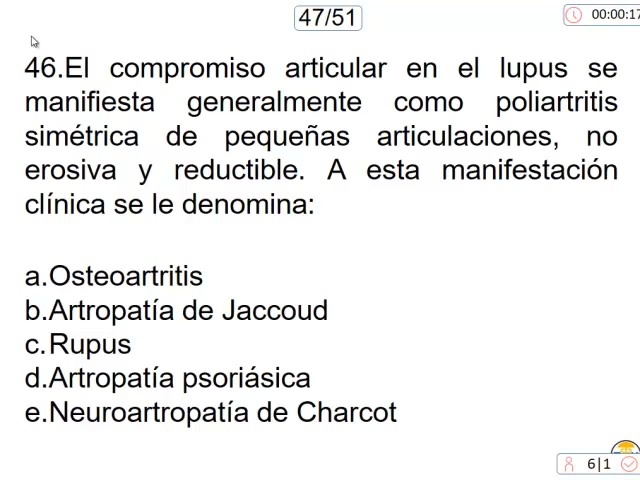 47/51
00:00:17
46.El compromiso articular en el lupus se
manifiesta generalmente como poliartritis
simétrica de pequeñas articulaciones, no
erosiva y reductible. A esta manifestación
clínica se le denomina:
a.Osteoartritis
b.Artropatía de Jaccoud
c.Rupus
d.Artropatía psoriásica
e.Neuroartropatía de Charcot
6|1